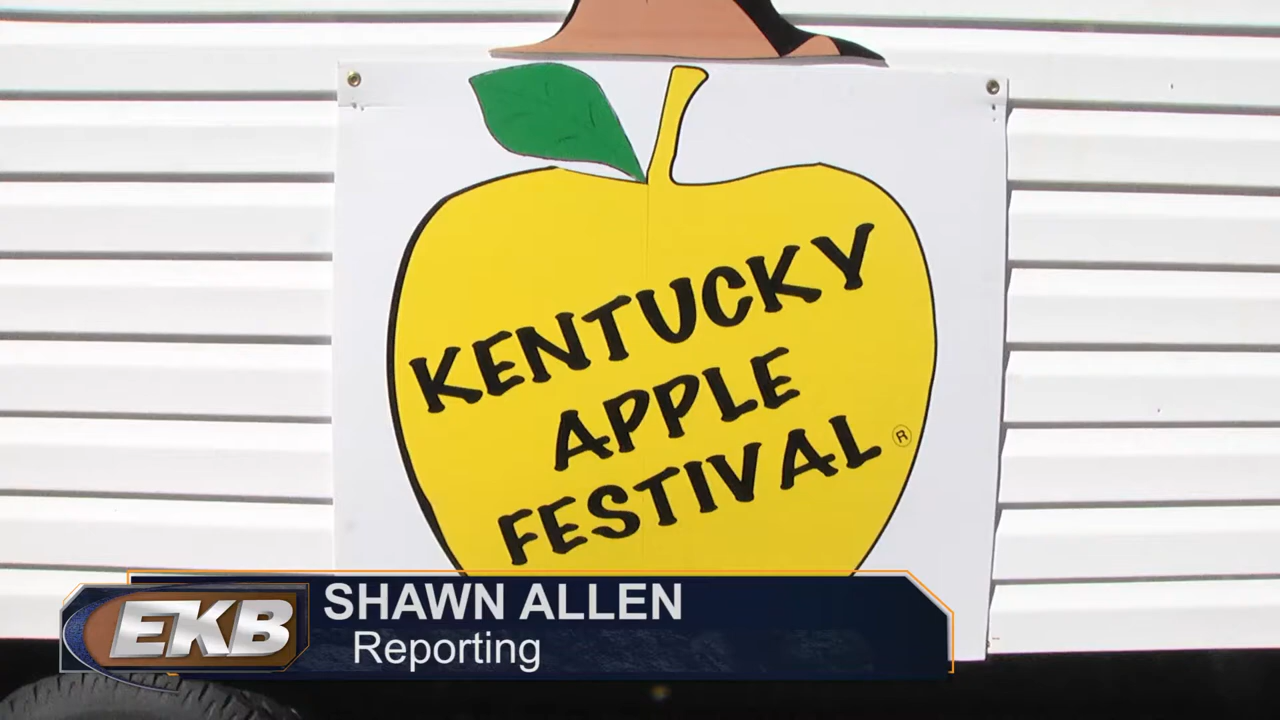 KENTUCKY
APPLE
FESTIVAL ®
EKB
SHAWN ALLEN
Reporting